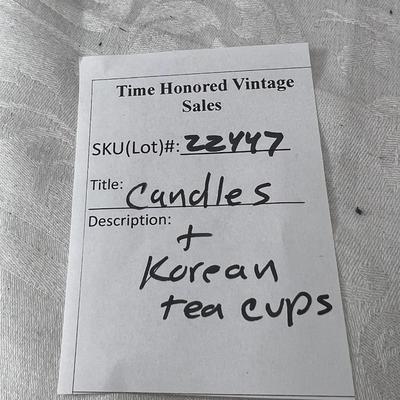 Time Honored Vintage
Sales
SKU(Lot)#: 22447
Title: Candles
Description:
+
Korean
tea cups